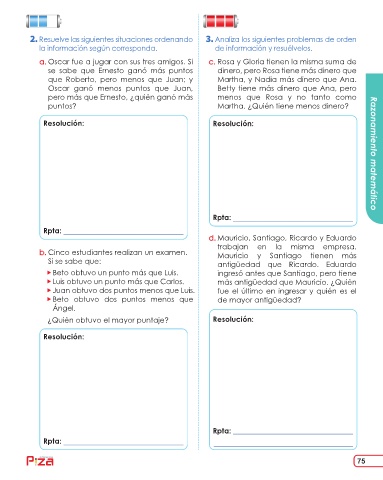 2. Resuelve las siguientes situaciones ordenando
la información según corresponda.
a. Oscar fue a jugar con sus tres amigos. Si
se sabe que Ernesto ganó más puntos
que Roberto, pero menos que Juan; y
Oscar ganó menos puntos que Juan,
pero más que Ernesto. ¿quién ganó más
puntos?
Resolución:
Rpta:
b. Cinco estudiantes realizan un examen.
Si se sabe que:
Beto obtuvo un punto más que Luis.
Luis obtuvo un punto más que Carlos.
Juan obtuvo dos puntos menos que Luis.
Beto obtuvo dos puntos menos que
Ángel.
¿Quién obtuvo el mayor puntaje?
Resolución:
Rpta:
3. Analiza los siguientes problemas de orden
de información y resuélvelos.
c. Rosa y Gloria tienen la misma suma de
dinero, pero Rosa tiene más dinero que
Martha, y Nadia más dinero que Ana.
Betty tiene más dinero que Ana, pero
menos que Rosa y no tanto como
Martha. ¿Quién tiene menos dinero?
Resolución:
Rpta:
d. Mauricio, Santiago, Ricardo y Eduardo
trabajan en la misma empresa.
Mauricio y Santiago tienen más
antigüedad que Ricardo. Eduardo
ingresó antes que Santiago, pero tiene
más antigüedad que Mauricio. ¿Quién
fue el último en ingresar y quién es el
de mayor antigüedad?
Resolución:
Rpta:
Razonamiento matemático
Piza
75